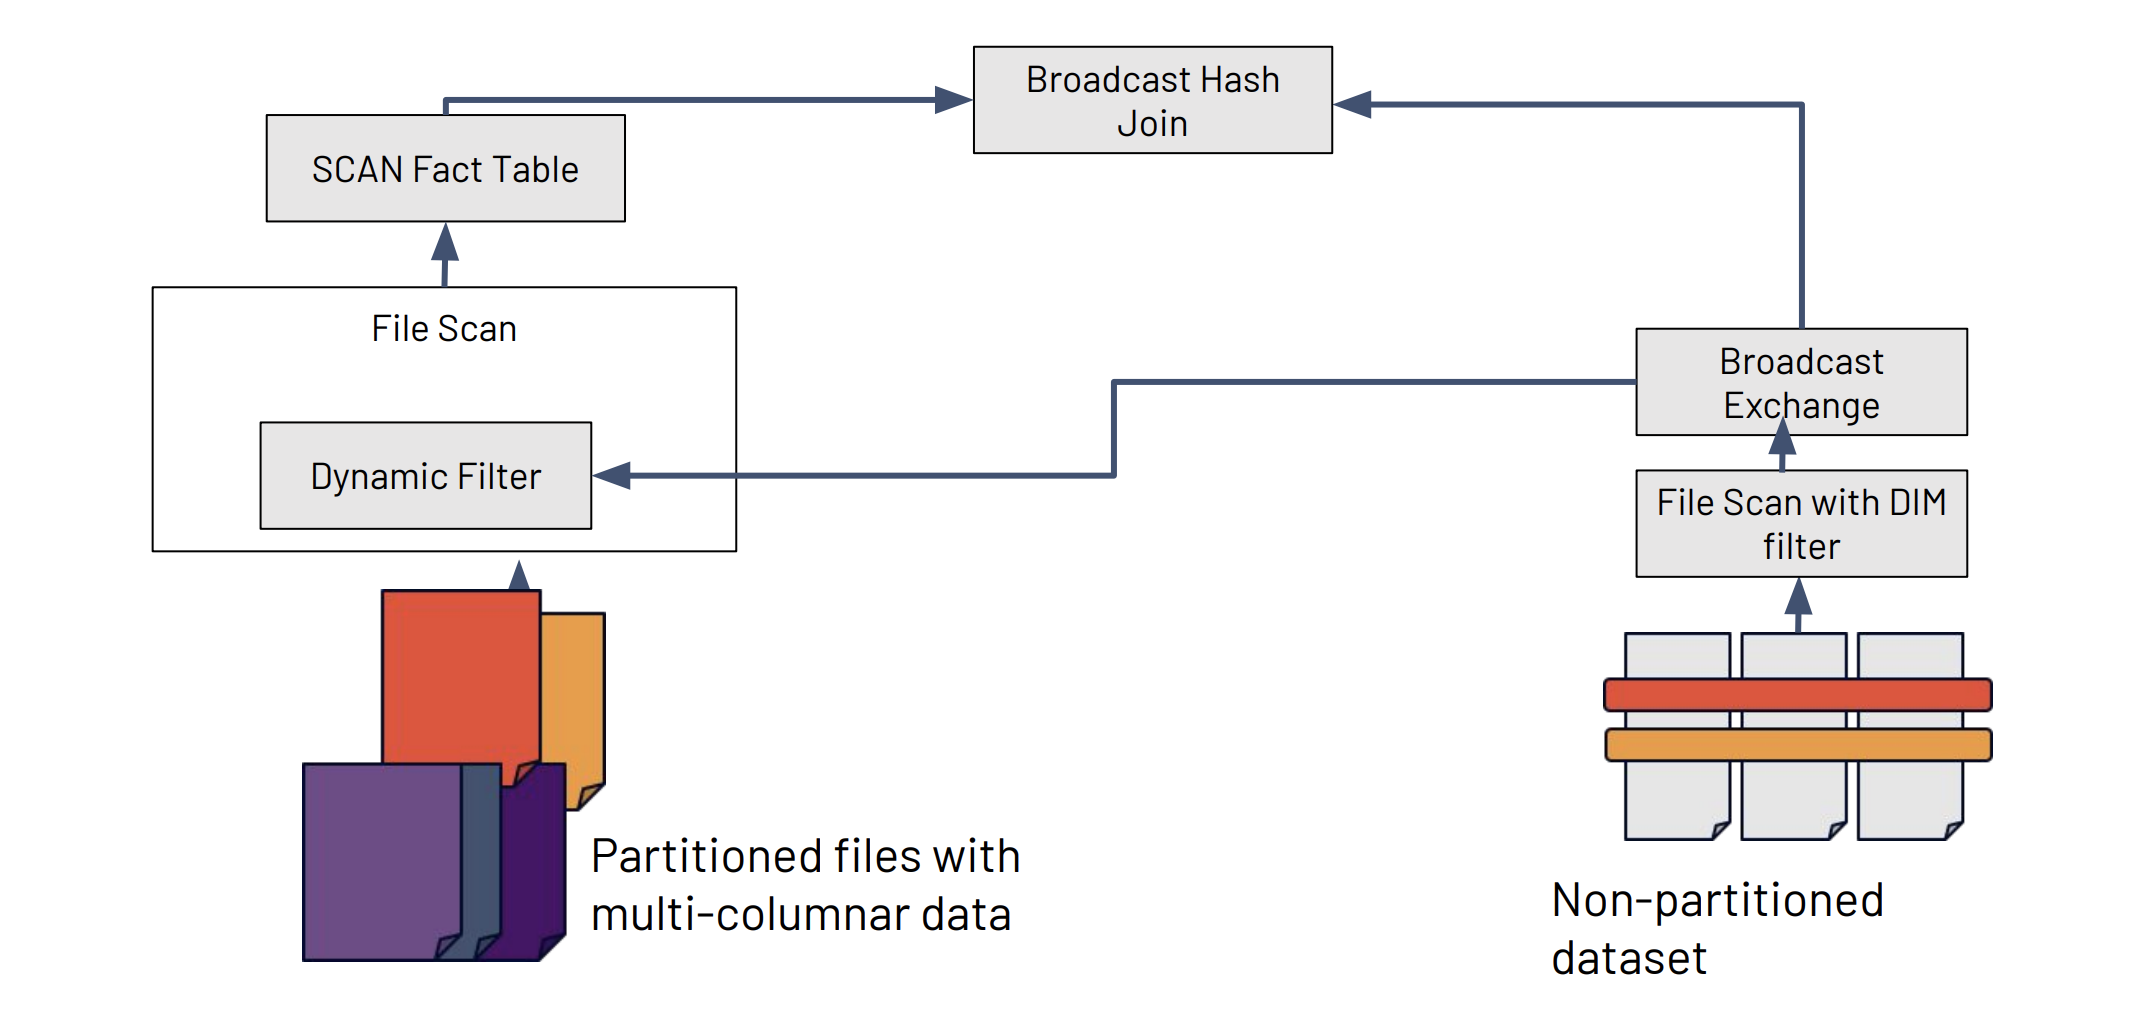 Broadcast Hash
Join
SCAN Fact Table
File Scan
Broadcast
Exchange
Dynamic Filter
File Scan with DIM
filter
Partitioned files with
multi-columnar data
Non-partitioned
dataset